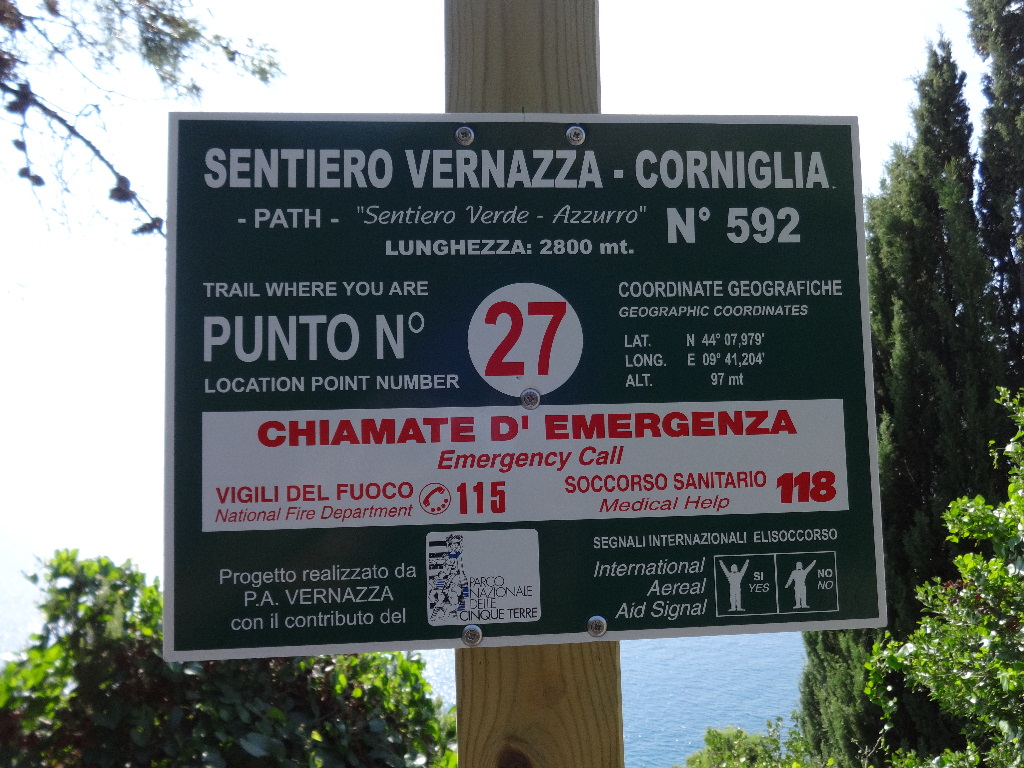 SENTIERO VERNAZZA - CORNIGLIA
- PATH - "Sentiero Verde - Azzurro" N° 592
LUNGHEZZA: 2800 mt.
TRAIL WHERE YOU ARE
PUNTO N° 27
LOCATION POINT NUMBER
COORDINATE GEOGRAFICHE
GEOGRAPHIC COORDINATES
LAT. N 44° 07,979'
LONG. E 09° 41,204'
ALT. 97 mt
CHIAMATE D' EMERGENZA
Emergency Call
VIGILI DEL FUOCO 115
National Fire Department
SOCCORSO SANITARIO 118
Medical Help
Progetto realizzato da
P.A. VERNAZZA
con il contributo del
PARCO
NAZIONALE
DELLE
CINQUE TERRE
SEGNALI INTERNAZIONALI ELISOCCORSO
International
Aereal
Aid Signal
SI
YES
NO
NO